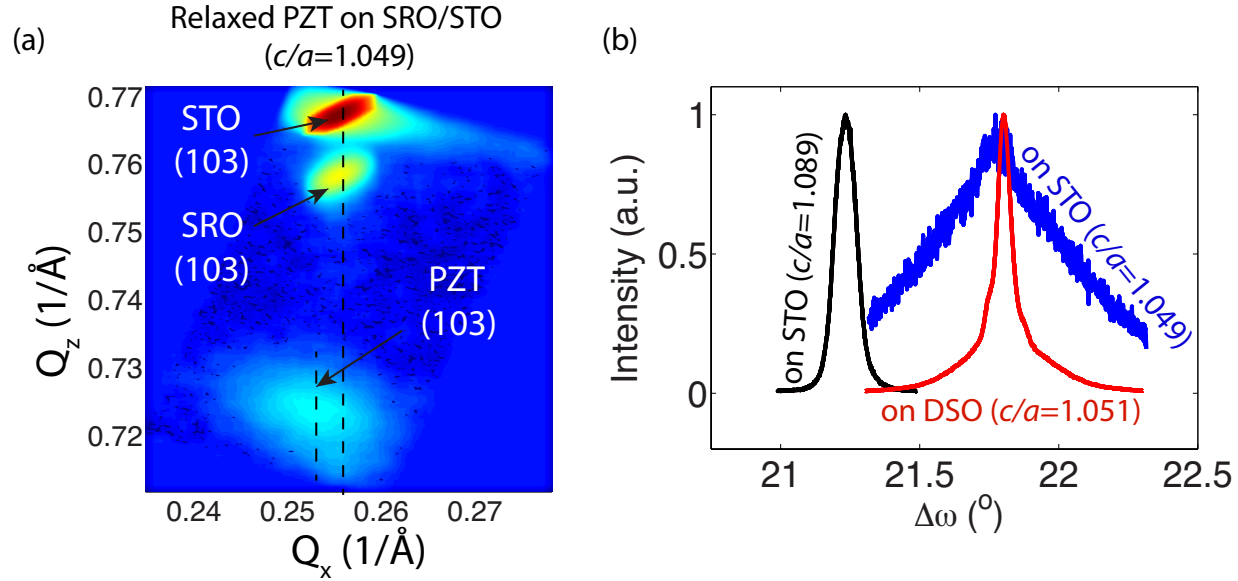 (a)
Relaxed PZT on SRO/STO
(c/a=1.049)
0.77
0.76
0.75
0.74
0.73
0.72
Qz (1/Å)
STO
(103)
SRO
(103)
PZT
(103)
0.24 0.25 0.26 0.27
Qx (1/Å)
(b)
1
0.5
0
Intensity (a.u.)
on STO (c/a=1.089)
on STO (c/a=1.049)
on DSO (c/a=1.051)
21 21.5 22 22.5
Δω (°)